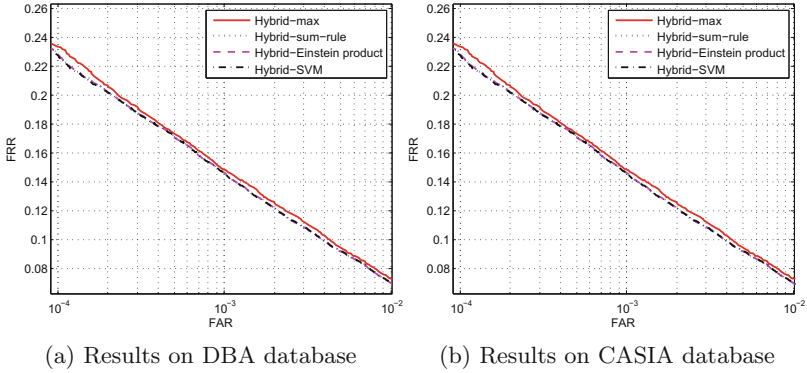 0.26
0.24
0.22
0.2
0.18
0.16
0.14
0.12
0.1
0.08
FRR
Hybrid−max
Hybrid−sum−rule
Hybrid−Einstein product
Hybrid−SVM
10−4
10−3
10−2
FAR
(a) Results on DBA database
0.26
0.24
0.22
0.2
0.18
0.16
0.14
0.12
0.1
0.08
FRR
Hybrid−max
Hybrid−sum−rule
Hybrid−Einstein product
Hybrid−SVM
10−4
10−3
10−2
FAR
(b) Results on CASIA database